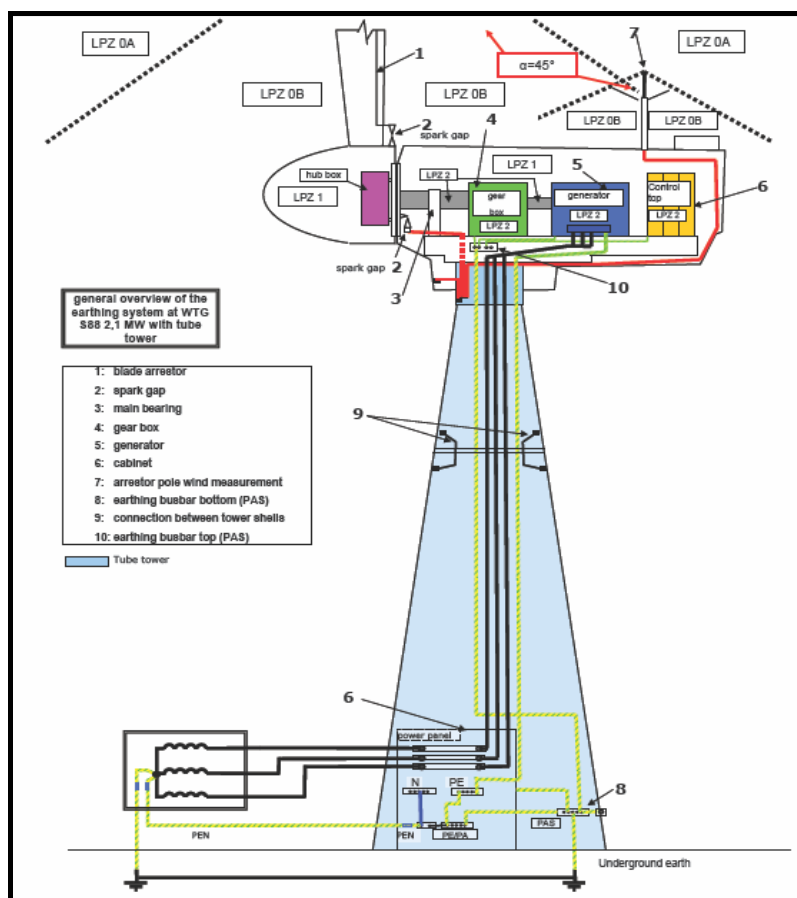 LPZ 0A
LPZ 0A
7
1
α=45°
LPZ 0B
LPZ 0B
LPZ 0B
LPZ 0B
2
spark gap
4
hub box
LPZ 1
LPZ 2
LPZ 1
5
gear
box
LPZ 2
generator
LPZ 2
Control
top
LPZ 2
6
spark gap
2
3
10
general overview of the
earthing system at WTG
S88 2,1 MW with tube
tower
1: blade arrestor
2: spark gap
3: main bearing
4: gear box
5: generator
6: cabinet
7: arrestor pole wind measurement
8: earthing busbar bottom (PAS)
9: connection between tower shells
10: earthing busbar top (PAS)
Tube tower
9
6
power panel
N
PE
8
PEN
PEN
PE/PA
PAS
Underground earth